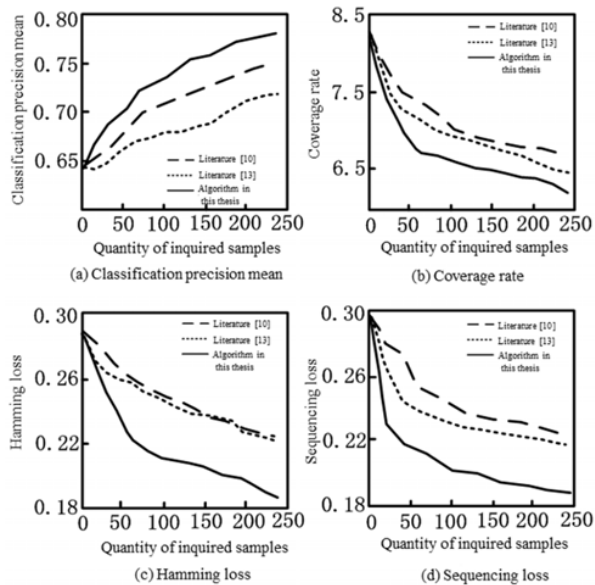 Classification precision mean
0. 80
0. 75
0. 70
0. 65
Literature [10]
Literature [13]
Algorithm in
this thesis
0 50 100 150 200 250
Quantity of inquired samples
(a) Classification precision mean
Coverage rate
8. 5
7. 5
6. 5
Literature [10]
Literature [13]
Algorithm in
this thesis
0 50 100 150 200 250
Quantity of inquired samples
(b) Coverage rate
Hamming loss
0. 30
0. 26
0. 22
0. 18
Literature [10]
Literature [13]
Algorithm in
this thesis
0 50 100 150 200 250
Quantity of inquired samples
(c) Hamming loss
Sequencing loss
0. 30
0. 26
0. 22
0. 18
Literature [10]
Literature [13]
Algorithm in
this thesis
0 50 100 150 200 250
Quantity of inquired samples
(d) Sequencing loss